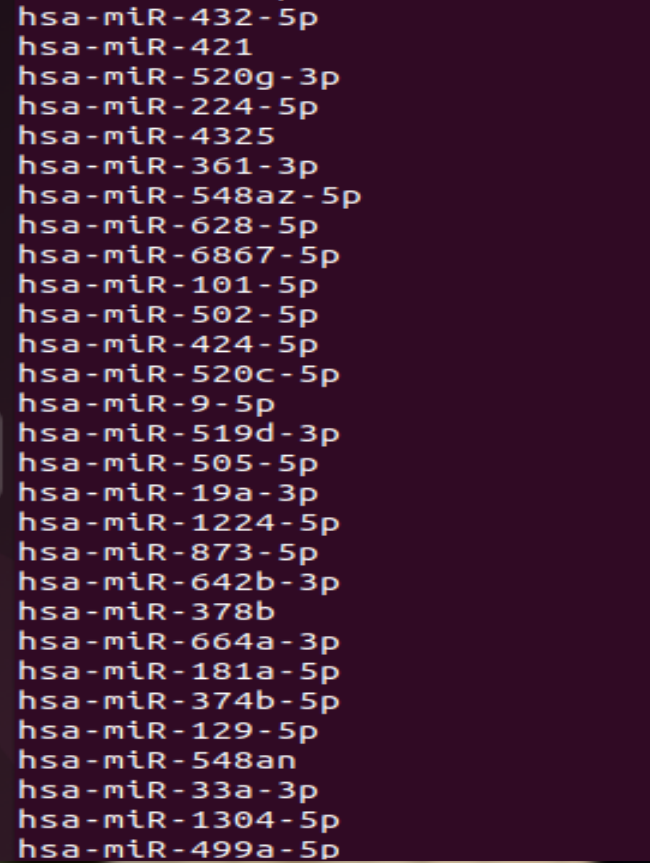 hsa-miR-432-5p
hsa-miR-421
hsa-miR-520g-3p
hsa-miR-224-5p
hsa-miR-4325
hsa-miR-361-3p
hsa-miR-548az-5p
hsa-miR-628-5p
hsa-miR-6867-5p
hsa-miR-101-5p
hsa-miR-502-5p
hsa-miR-424-5p
hsa-miR-520c-5p
hsa-miR-9-5p
hsa-miR-519d-3p
hsa-miR-505-5p
hsa-miR-19a-3p
hsa-miR-1224-5p
hsa-miR-873-5p
hsa-miR-642b-3p
hsa-miR-378b
hsa-miR-664a-3p
hsa-miR-181a-5p
hsa-miR-374b-5p
hsa-miR-129-5p
hsa-miR-548an
hsa-miR-33a-3p
hsa-miR-1304-5p
hsa-miR-499a-5p